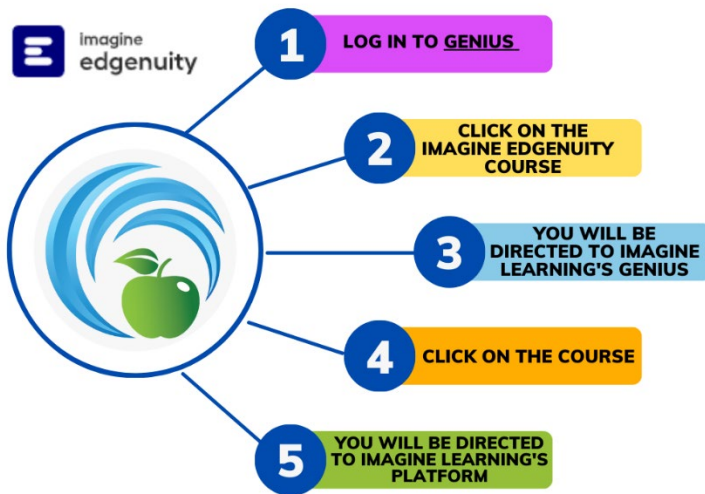 imagine
edgenuity
1
LOG IN TO GENIUS
2
CLICK ON THE
IMAGINE EDGENUITY
COURSE
3
YOU WILL BE
DIRECTED TO IMAGINE
LEARNING'S GENIUS
4
CLICK ON THE COURSE
5
YOU WILL BE DIRECTED
TO IMAGINE LEARNING'S
PLATFORM